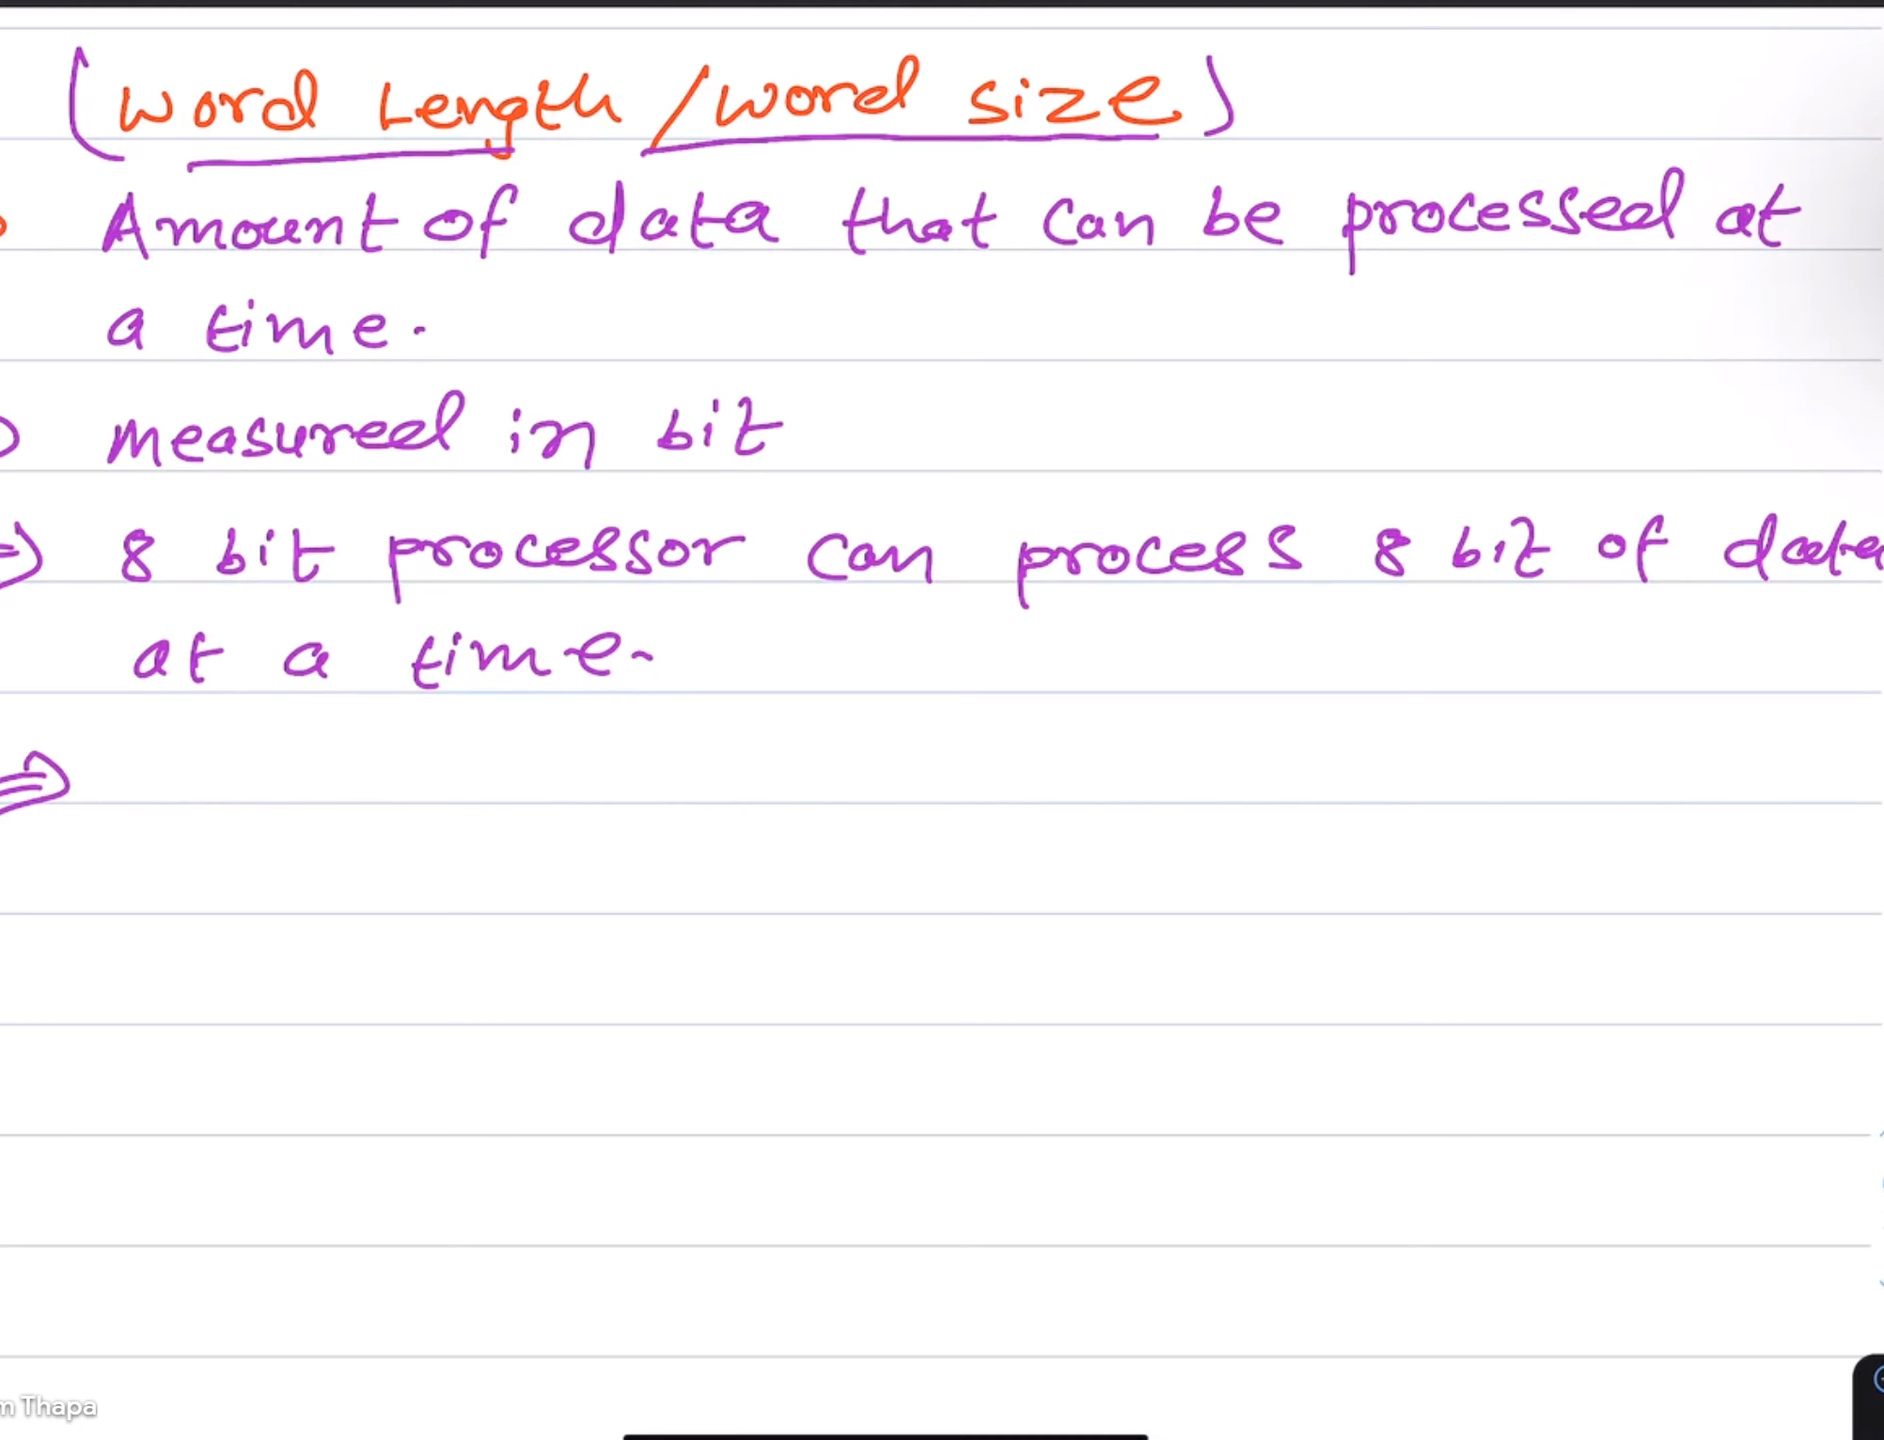 (Word Length / word size)
Amount of data that can be processed at
a time.
measured in bit
8 bit processor can process 8 bit of data
at a time.
Thapa